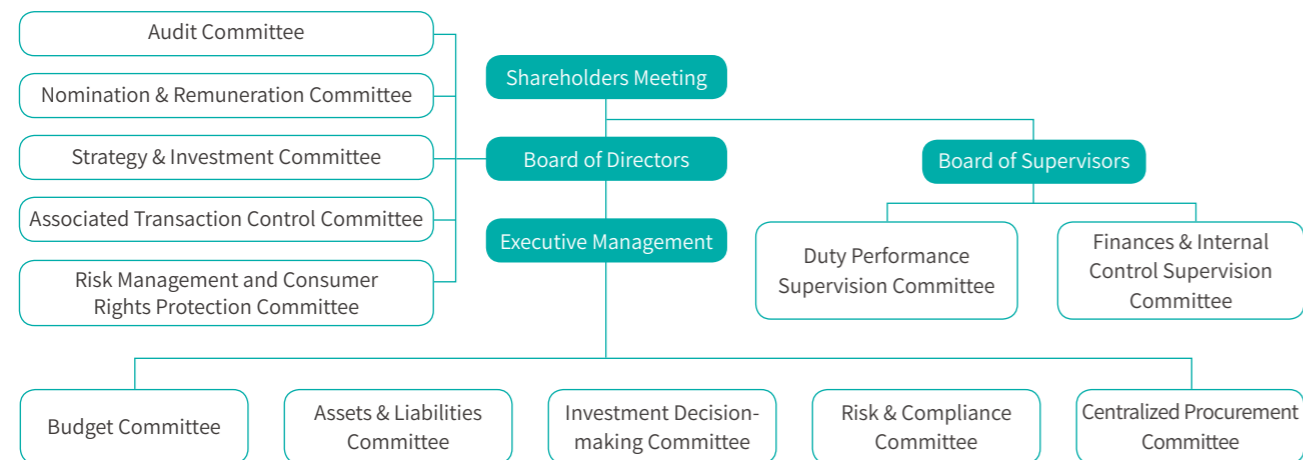 Audit Committee
Nomination & Remuneration Committee
Strategy & Investment Committee
Associated Transaction Control Committee
Risk Management and Consumer
Rights Protection Committee
Shareholders Meeting
Board of Directors
Executive Management
Board of Supervisors
Duty Performance
Supervision Committee
Finances & Internal
Control Supervision
Committee
Budget Committee
Assets & Liabilities
Committee
Investment Decision-
making Committee
Risk & Compliance
Committee
Centralized Procurement
Committee